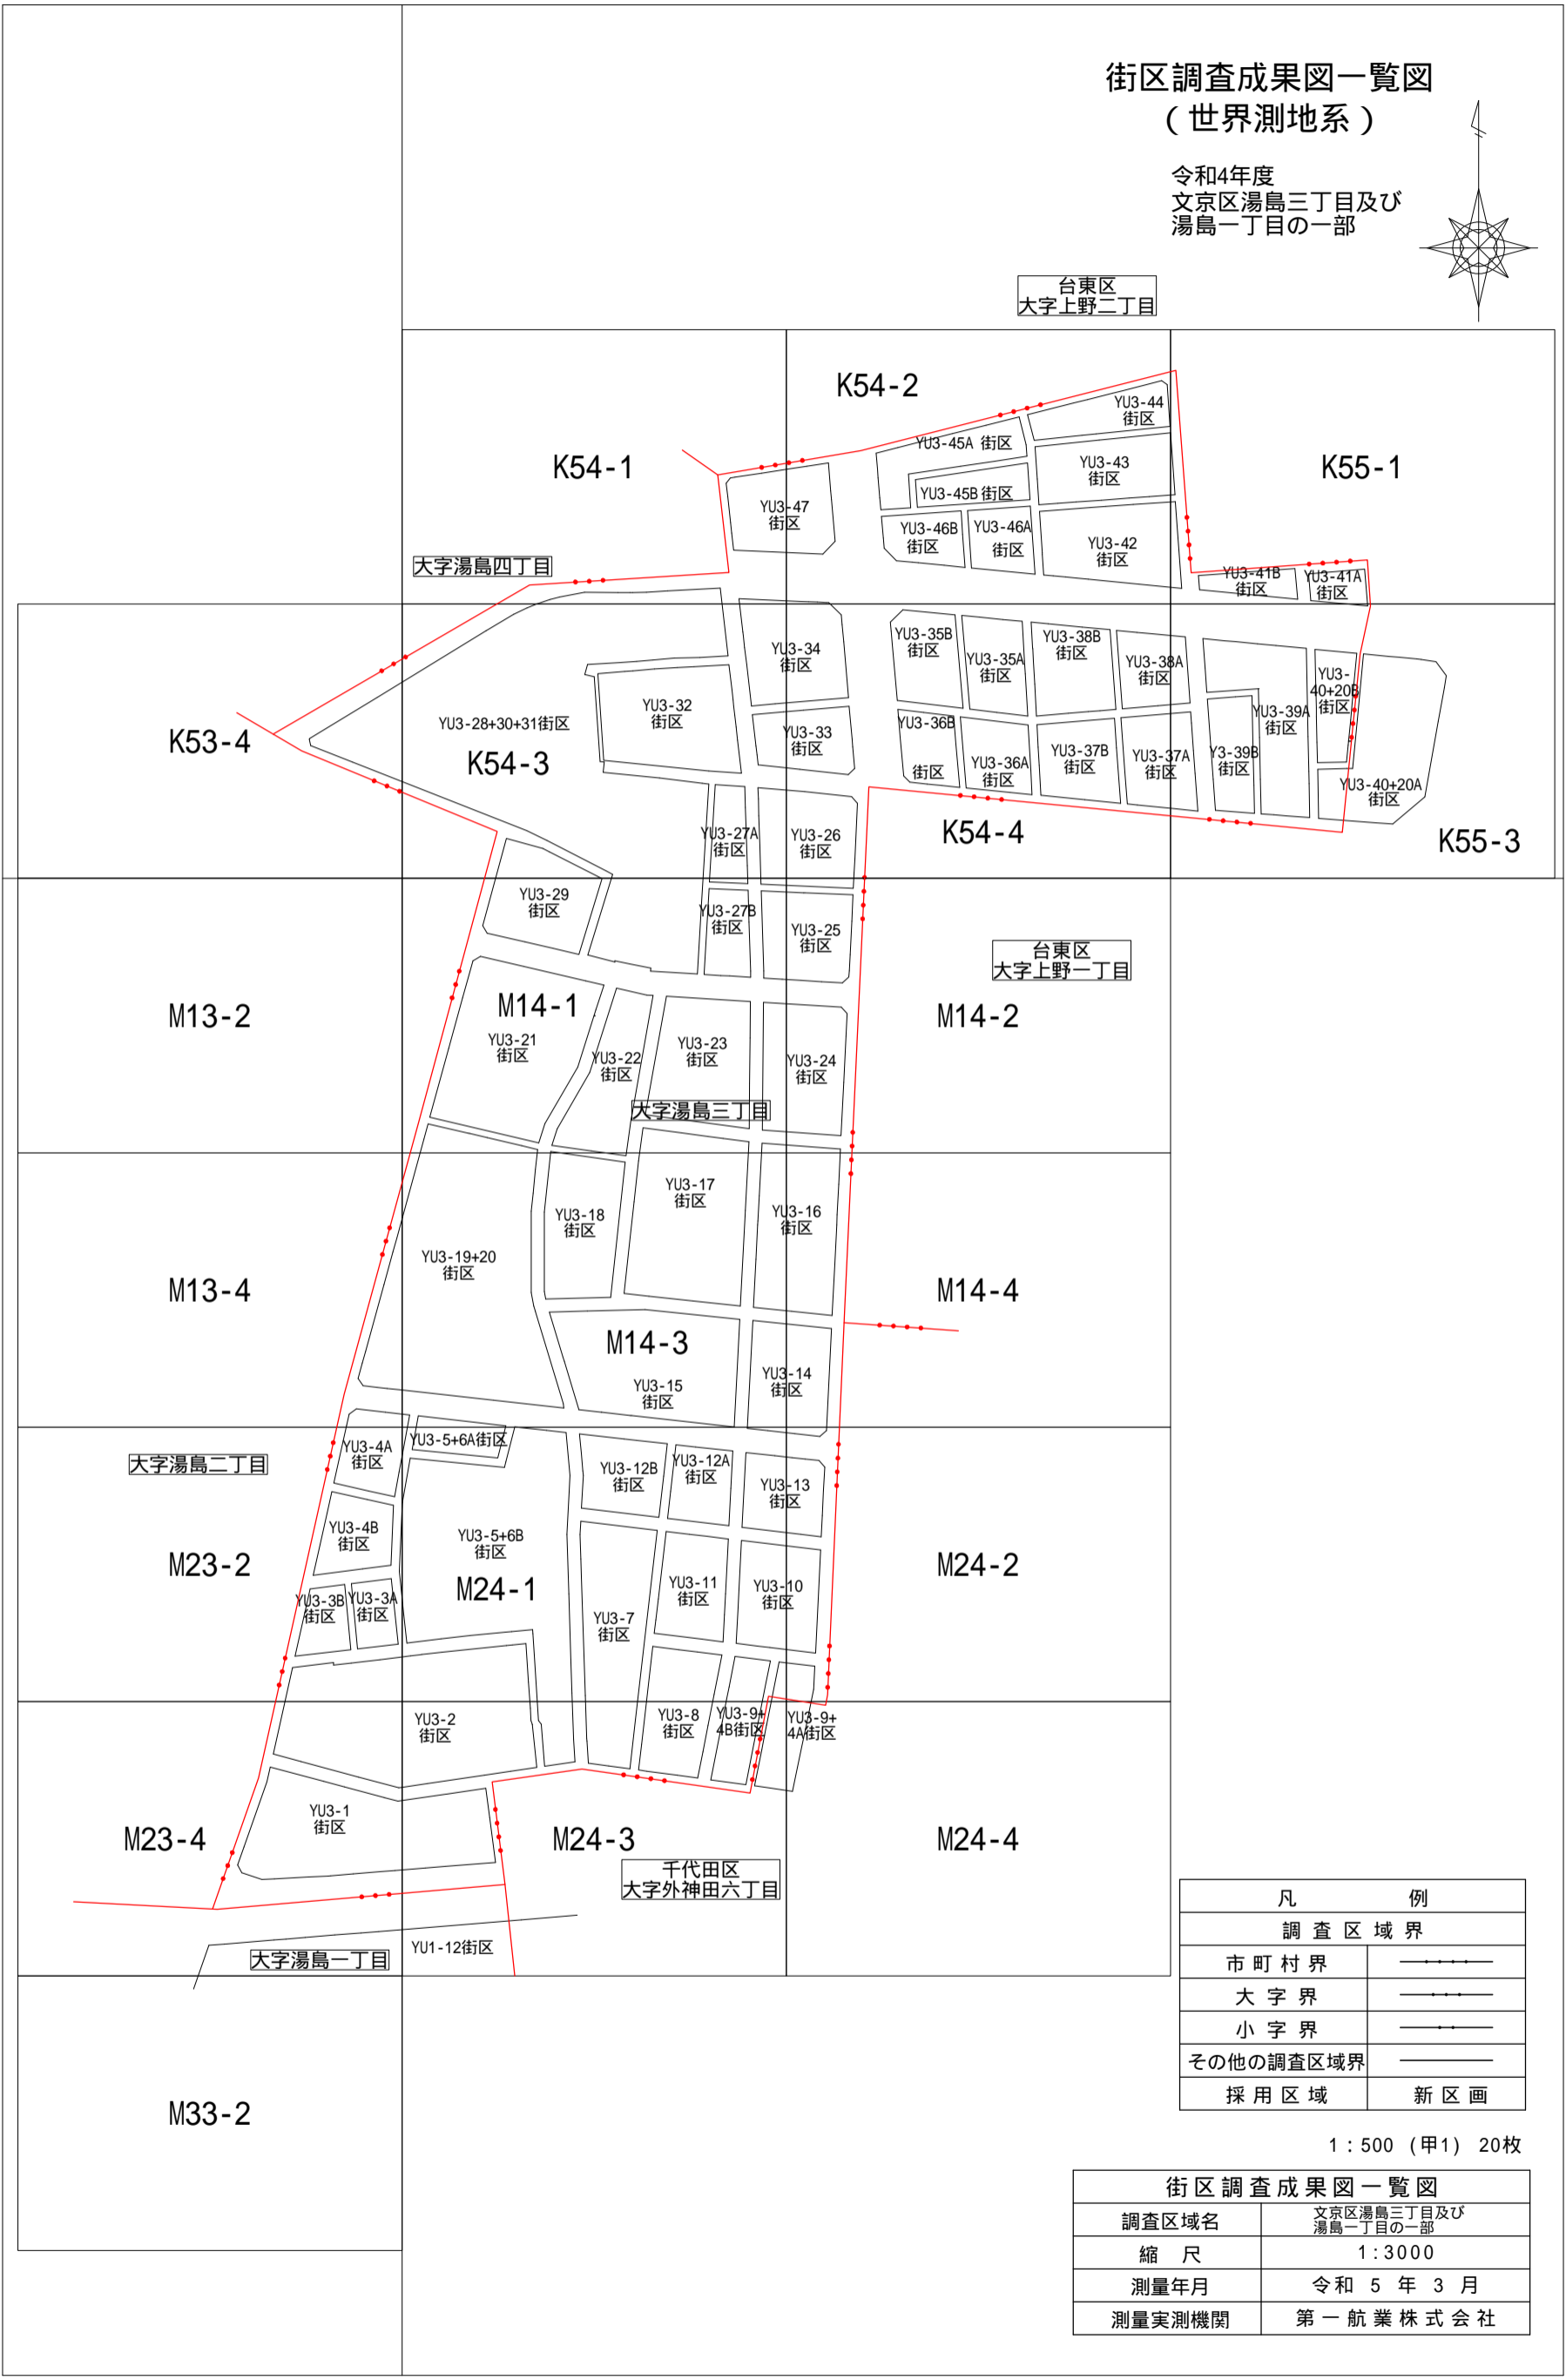 街区調査成果図一覧図
（世界測地系）
令和4年度
文京区湯島三丁目及び
湯島一丁目の一部
台東区
大字上野二丁目
K54-2
K54-1
K55-1
YU3-44
街区
YU3-45A 街区
YU3-43
街区
YU3-45B 街区
YU3-47
街区
YU3-46B
街区
YU3-46A
街区
YU3-42
街区
大字湯島四丁目
YU3-41B
街区
YU3-41A
街区
YU3-34
街区
YU3-35B
街区
YU3-35A
街区
YU3-38B
街区
YU3-38A
街区
YU3-
40+20B
街区
K53-4
YU3-28+30+31街区
K54-3
YU3-32
街区
YU3-33
街区
YU3-36B
街区
YU3-36A
街区
YU3-37B
街区
YU3-37A
街区
Y3-39B
街区
YU3-39A
街区
YU3-40+20A
街区
YU3-27A
街区
YU3-26
街区
K54-4
K55-3
YU3-29
街区
YU3-27B
街区
YU3-25
街区
台東区
大字上野一丁目
M13-2
M14-1
M14-2
YU3-21
街区
YU3-22
街区
YU3-23
街区
YU3-24
街区
大字湯島三丁目
YU3-17
街区
YU3-18
街区
YU3-16
街区
YU3-19+20
街区
M13-4
M14-4
M14-3
YU3-15
街区
YU3-14
街区
YU3-4A
街区
YU3-5+6A街区
大字湯島二丁目
YU3-12B
街区
YU3-12A
街区
YU3-13
街区
YU3-4B
街区
YU3-5+6B
街区
M23-2
M24-1
M24-2
YU3-3B
街区
YU3-3A
街区
YU3-7
街区
YU3-11
街区
YU3-10
街区
YU3-2
街区
YU3-8
街区
YU3-9+
4B街区
YU3-9+
4A街区
YU3-1
街区
M23-4
M24-3
M24-4
千代田区
大字外神田六丁目
YU1-12街区
大字湯島一丁目
M33-2
凡 例
調査区域界
市町村界
大字界
小字界
その他の調査区域界
採用区域 新区画
1：500 (甲1) 20枚
街区調査成果図一覧図
調査区域名 文京区湯島三丁目及び
湯島一丁目の一部
縮 尺 1:3000
測量年月 令和 5 年 3 月
測量実測機関 第一航業株式会社